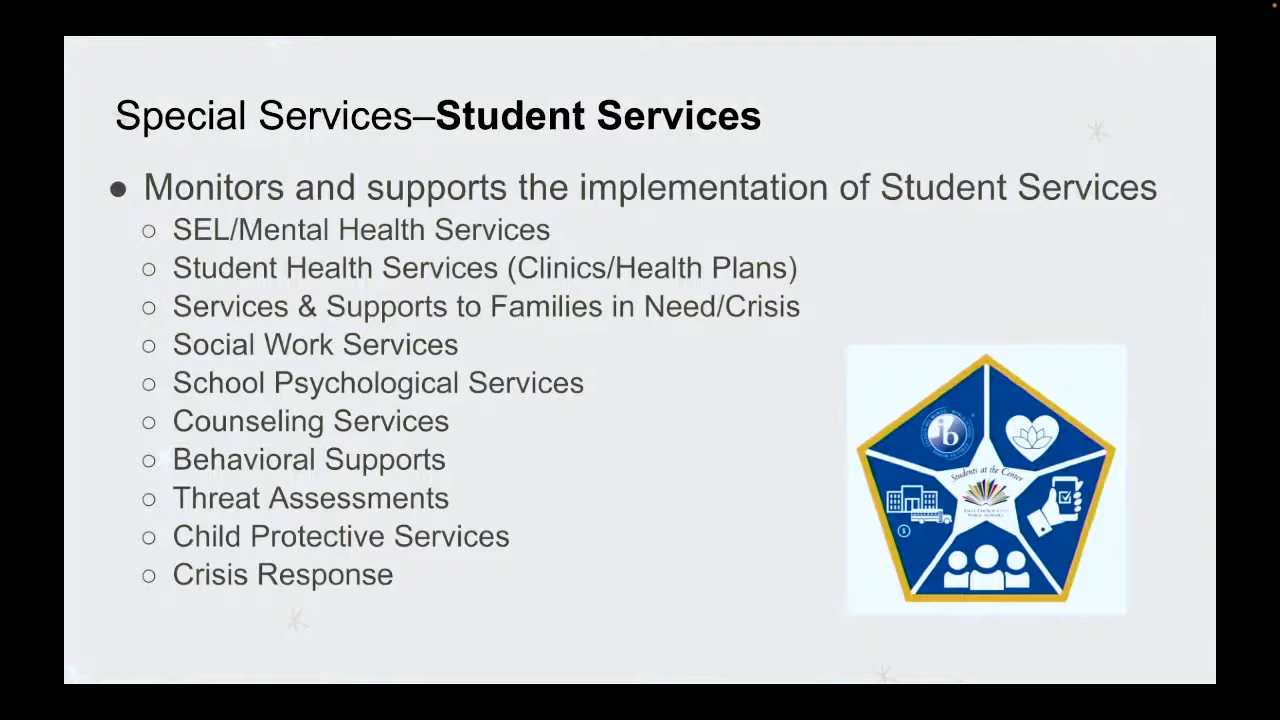 Special Services–Student Services
● Monitors and supports the implementation of Student Services
○ SEL/Mental Health Services
○ Student Health Services (Clinics/Health Plans)
○ Services & Supports to Families in Need/Crisis
○ Social Work Services
○ School Psychological Services
○ Counseling Services
○ Behavioral Supports
○ Threat Assessments
○ Child Protective Services
○ Crisis Response
ib
Students at the Center
$